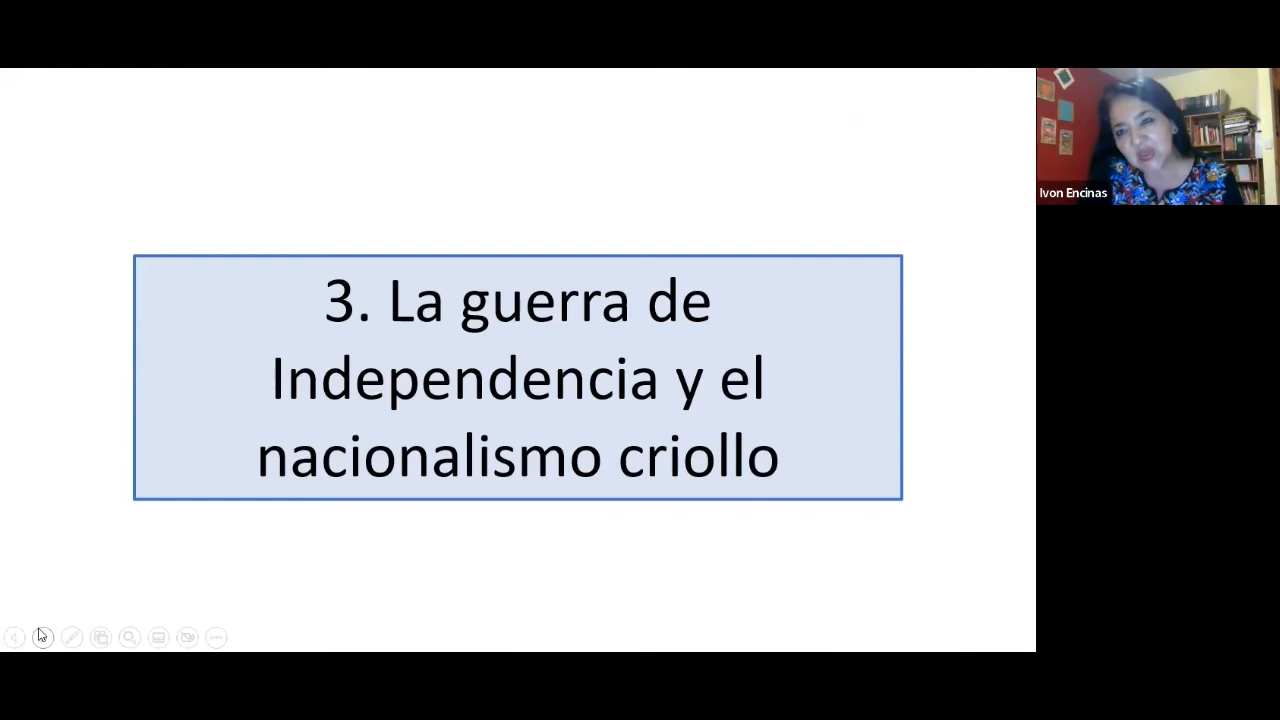 3. La guerra de
Independencia y el
nacionalismo criollo
Ivon Encinas